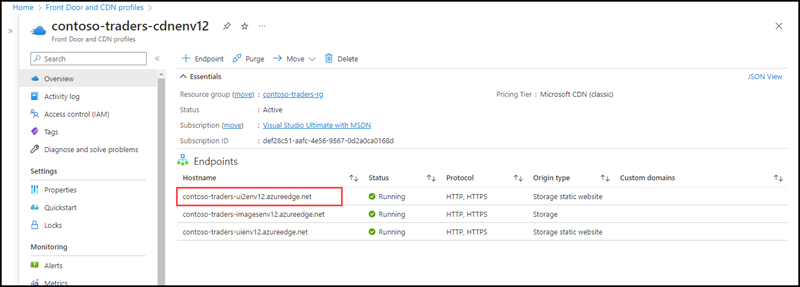 Home > Front Door and CDN profiles >
contoso-traders-cdnenv12
Front Door and CDN profiles
Search
Overview
Activity log
Access control (IAM)
Tags
Diagnose and solve problems
Settings
Properties
Quickstart
Locks
Monitoring
Alerts
Metrics
Endpoint Purge Move Delete
Essentials JSON View
Resource group (move) : contoso-traders-rg Pricing Tier : Microsoft CDN (classic)
Status : Active
Subscription (move) : Visual Studio Ultimate with MSDN
Subscription ID : def28c51-aafc-4e56-9567-0d2a0ca0168d
Endpoints
Hostname Status Protocol Origin type Custom domains
contoso-traders-ui2env12.azureedge.net Running HTTP, HTTPS Storage static website
contoso-traders-imagesenv12.azureedge.net Running HTTP, HTTPS Storage
contoso-traders-uienv12.azureedge.net Running HTTP, HTTPS Storage static website